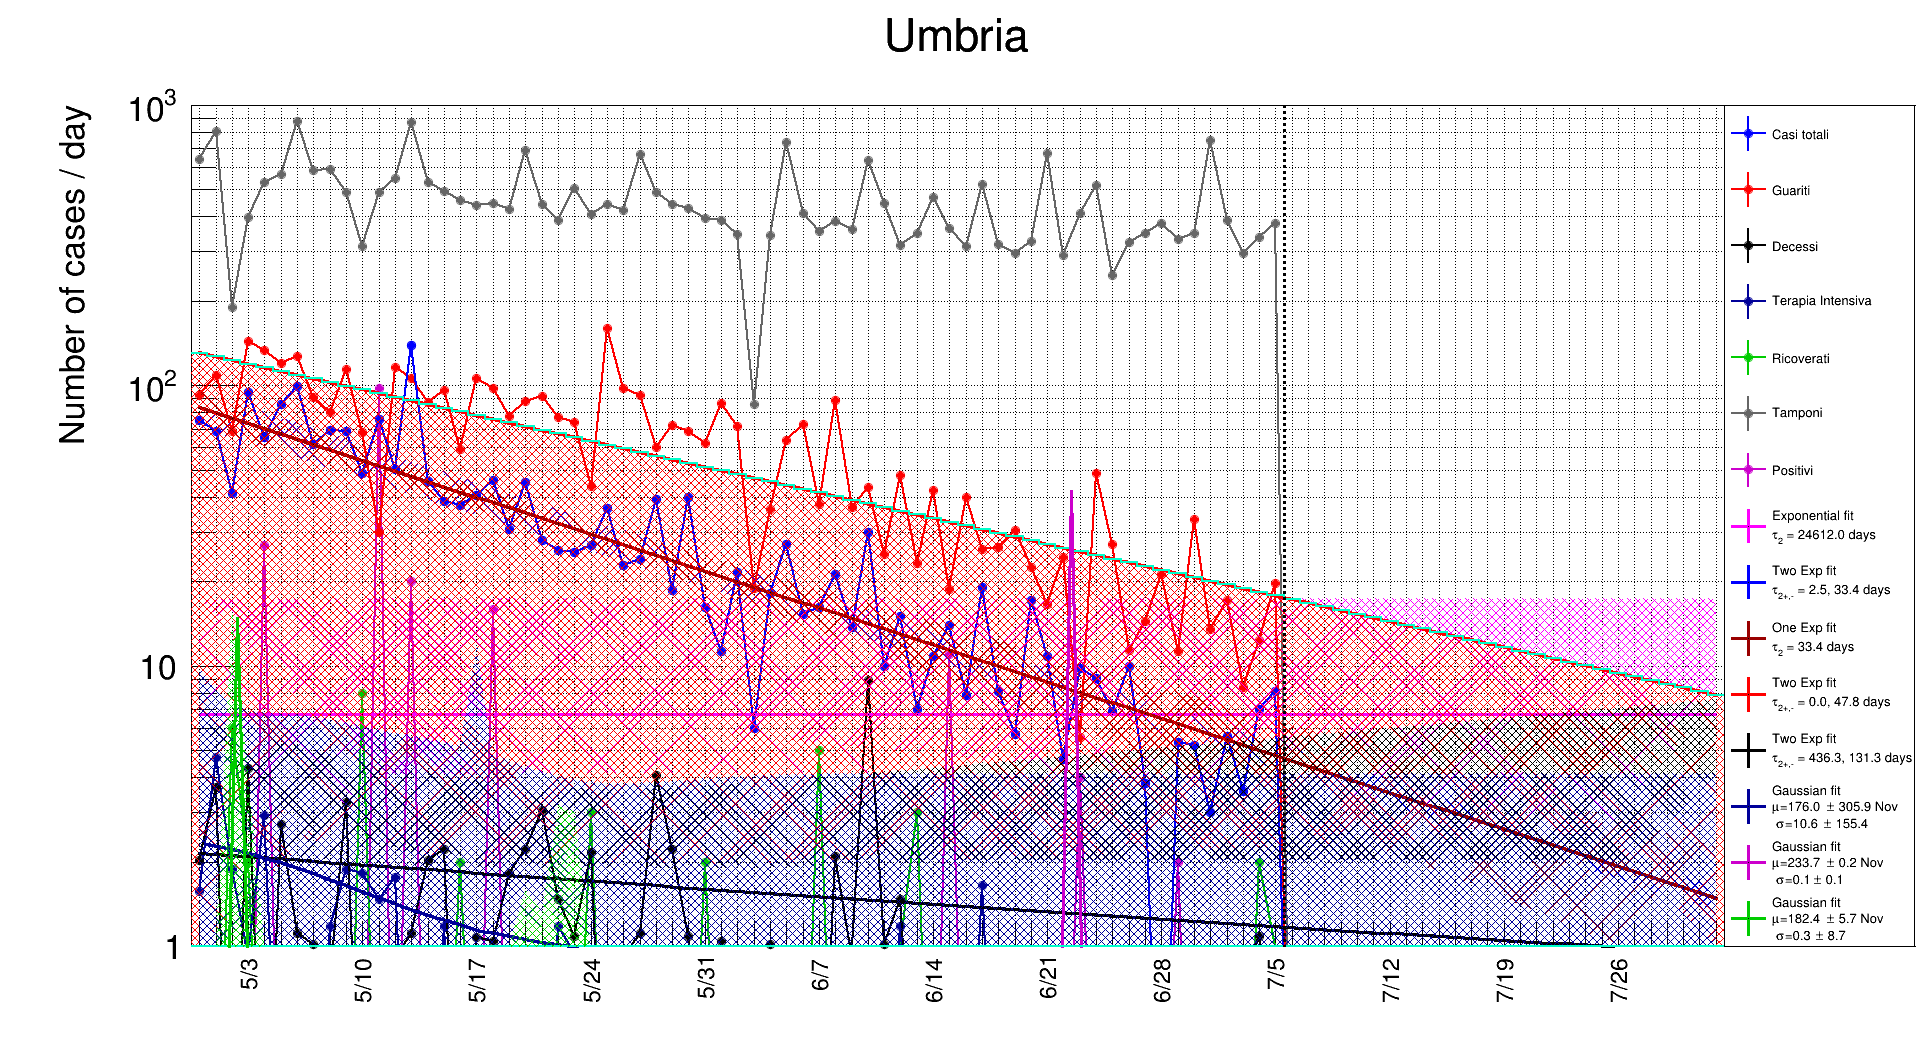 Umbria
Number of cases / day
10³
10²
10
1
5/3
5/10
5/17
5/24
5/31
6/7
6/14
6/21
6/28
7/5
7/12
7/19
7/26
Casi totali
Guariti
Decessi
Terapia Intensiva
Ricoverati
Tamponi
Positivi
Exponential fit
τ₂ = 24612.0 days
Two Exp fit
τ₂₊,₋ = 2.5, 33.4 days
One Exp fit
τ₂ = 33.4 days
Two Exp fit
τ₂₊,₋ = 0.0, 47.8 days
Two Exp fit
τ₂₊,₋ = 436.3, 131.3 days
Gaussian fit
μ=176.0 ± 305.9 Nov
σ=10.6 ± 155.4
Gaussian fit
μ=233.7 ± 0.2 Nov
σ=0.1 ± 0.1
Gaussian fit
μ=182.4 ± 5.7 Nov
σ=0.3 ± 8.7